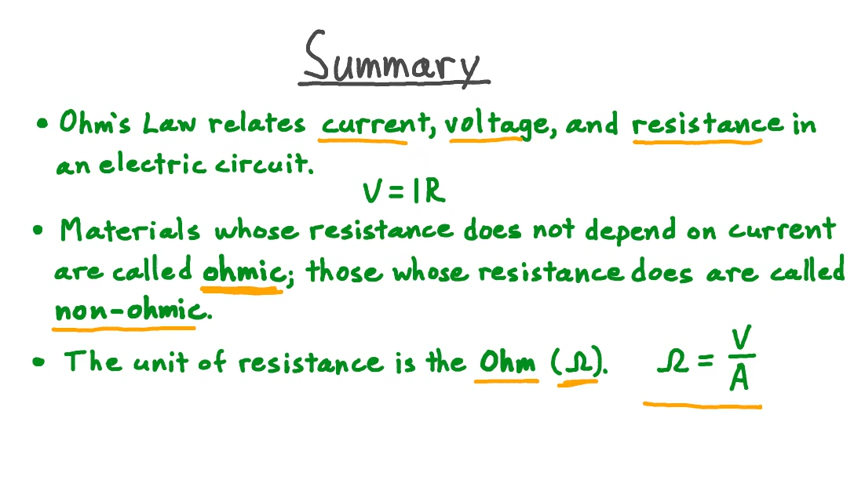 Summary
• Ohm's Law relates current, voltage, and resistance in
an electric circuit.
V = IR
• Materials whose resistance does not depend on current
are called ohmic; those whose resistance does are called
non-ohmic.
• The unit of resistance is the Ohm (Ω). Ω = V/A